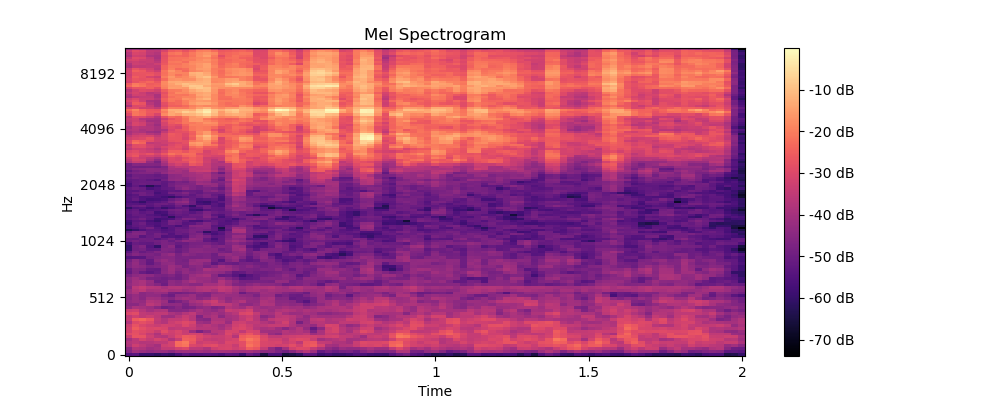 Mel Spectrogram
Hz
8192
4096
2048
1024
512
0
0
0.5
1
1.5
2
Time
-10 dB
-20 dB
-30 dB
-40 dB
-50 dB
-60 dB
-70 dB